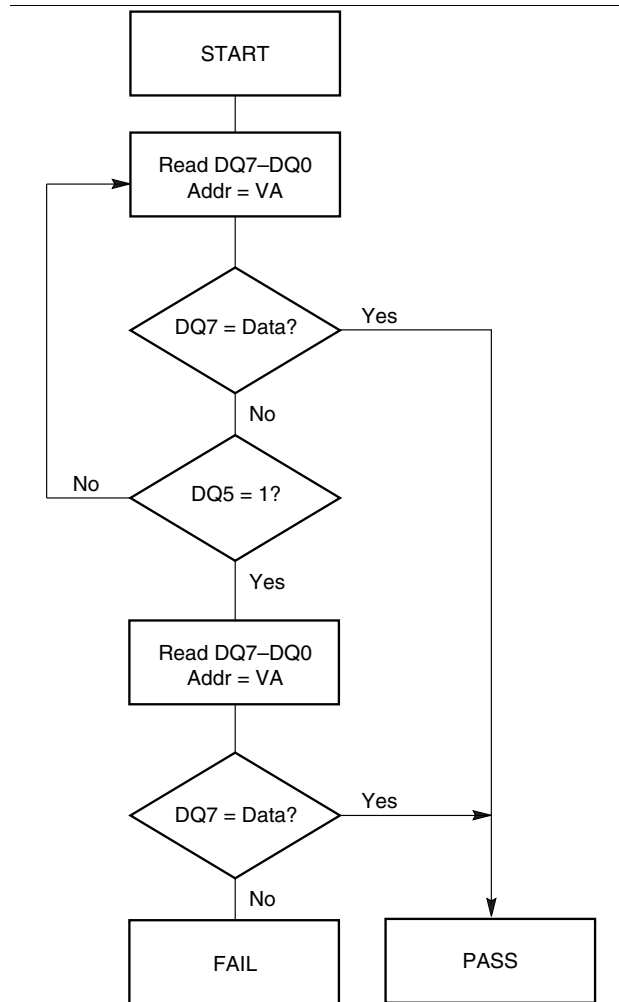 START
Read DQ7–DQ0
Addr = VA
DQ7 = Data?
Yes
No
DQ5 = 1?
No
Yes
Read DQ7–DQ0
Addr = VA
DQ7 = Data?
Yes
No
FAIL
PASS